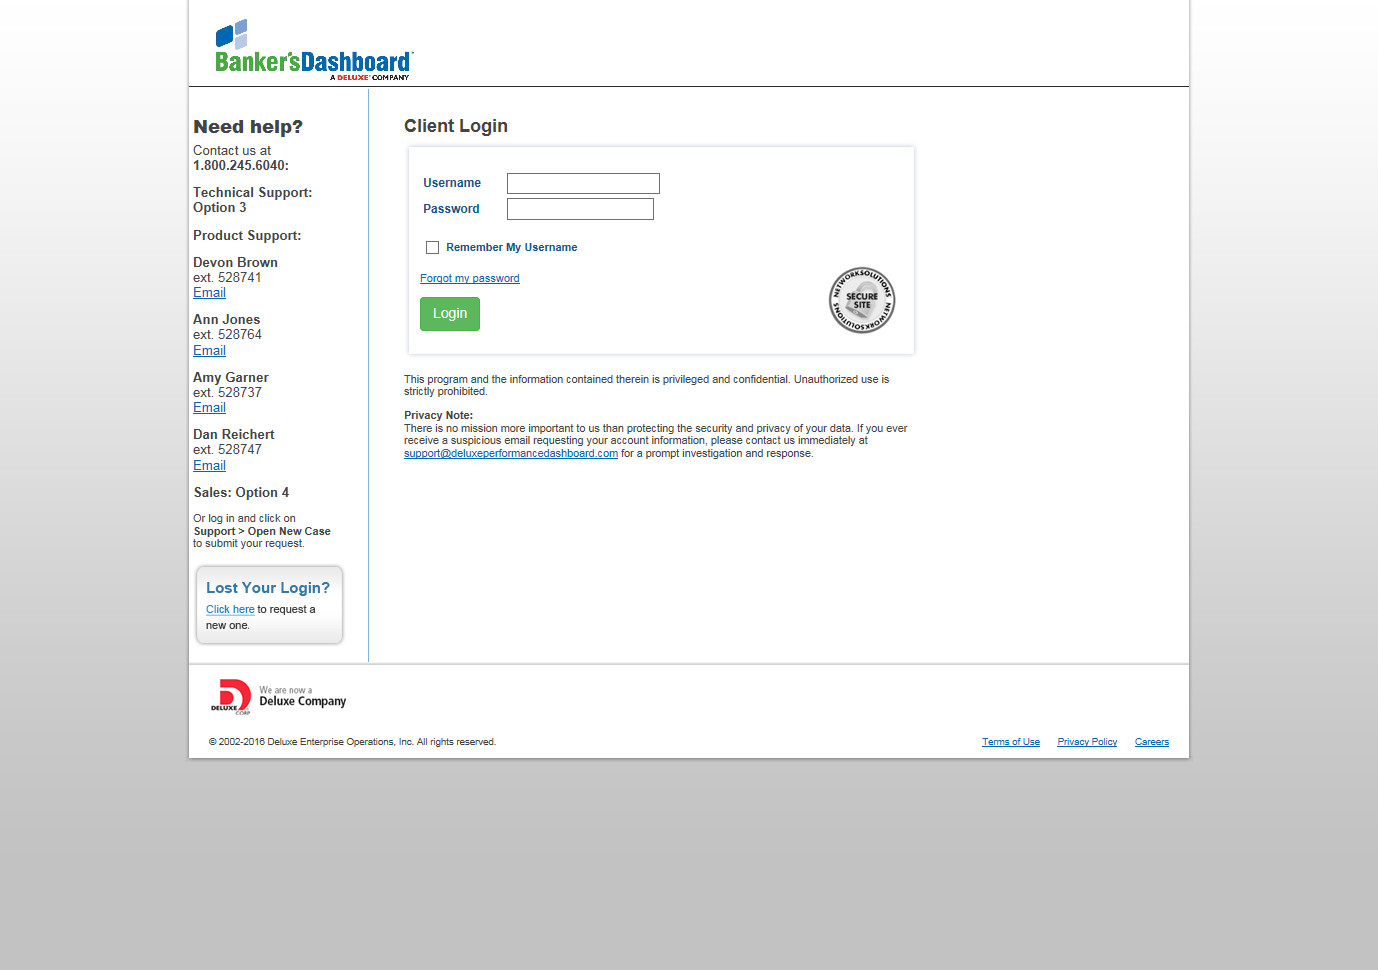 Banker'sDashboard
A DELUXE COMPANY
Need help?
Contact us at
1.800.245.6040:
Technical Support:
Option 3
Product Support:
Devon Brown
ext. 528741
Email
Ann Jones
ext. 528764
Email
Amy Garner
ext. 528737
Email
Dan Reichert
ext. 528747
Email
Sales: Option 4
Or log in and click on
Support > Open New Case
to submit your request.
Lost Your Login?
Click here to request a
new one.
Client Login
Username
Password
Remember My Username
Forgot my password
Login
NETWORKSOLUTIONS
SECURE
SITE
NETWORKSOLUTIONS
This program and the information contained therein is privileged and confidential. Unauthorized use is
strictly prohibited.
Privacy Note:
There is no mission more important to us than protecting the security and privacy of your data. If you ever
receive a suspicious email requesting your account information, please contact us immediately at
support@deluxeperformancedashboard.com for a prompt investigation and response.
DELUXE
CORP
We are now a
Deluxe Company
© 2002-2016 Deluxe Enterprise Operations, Inc. All rights reserved.
Terms of Use Privacy Policy Careers